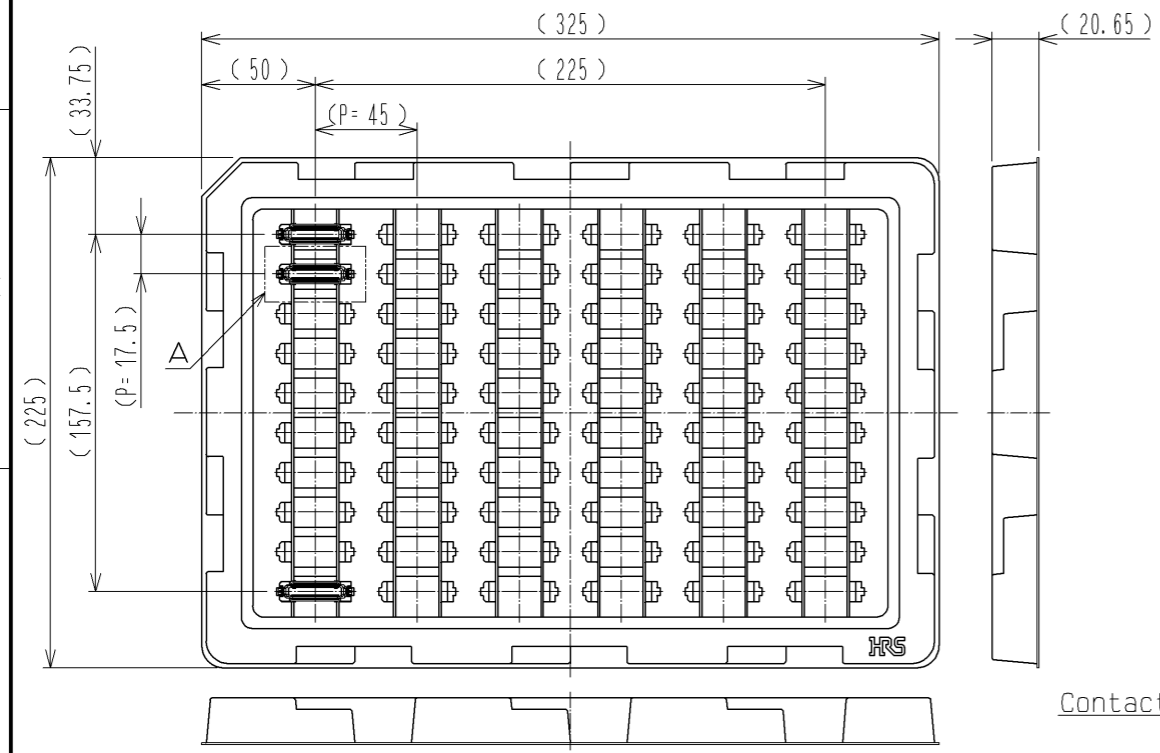 ( 325 )
( 20.65 )
( 50 )
( 225 )
( 33.75 )
(P= 45 )
A
(P= 17.5 )
( 157.5 )
( 225 )
HRS
Contact